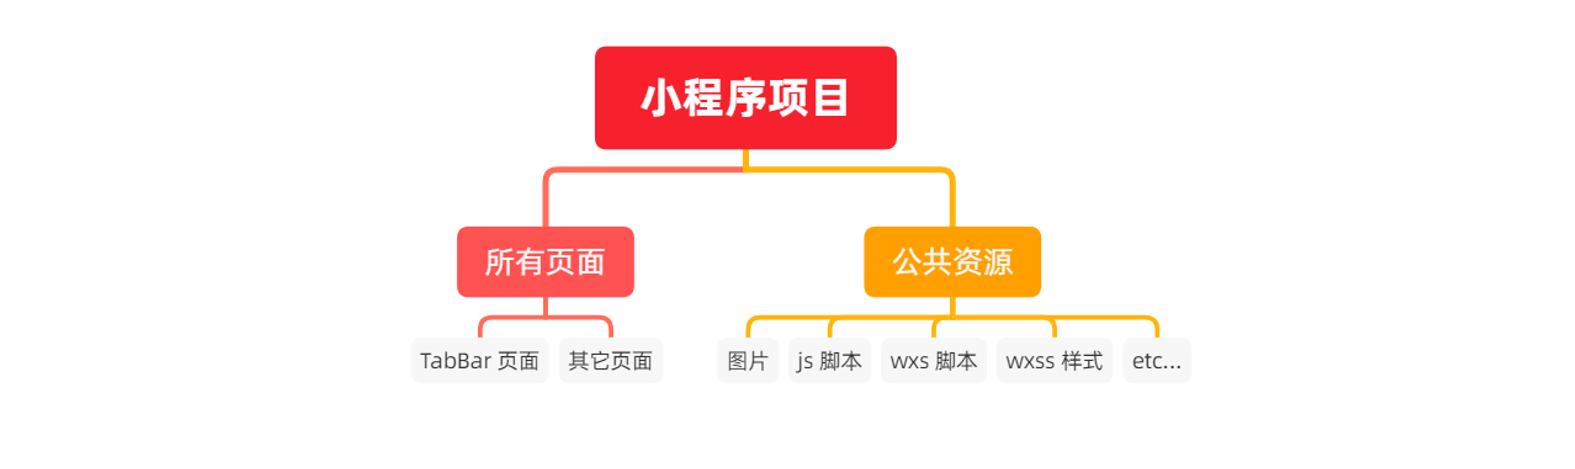 小程序项目
所有页面
公共资源
TabBar 页面
其它页面
图片
js 脚本
wxs 脚本
wxss 样式
etc...